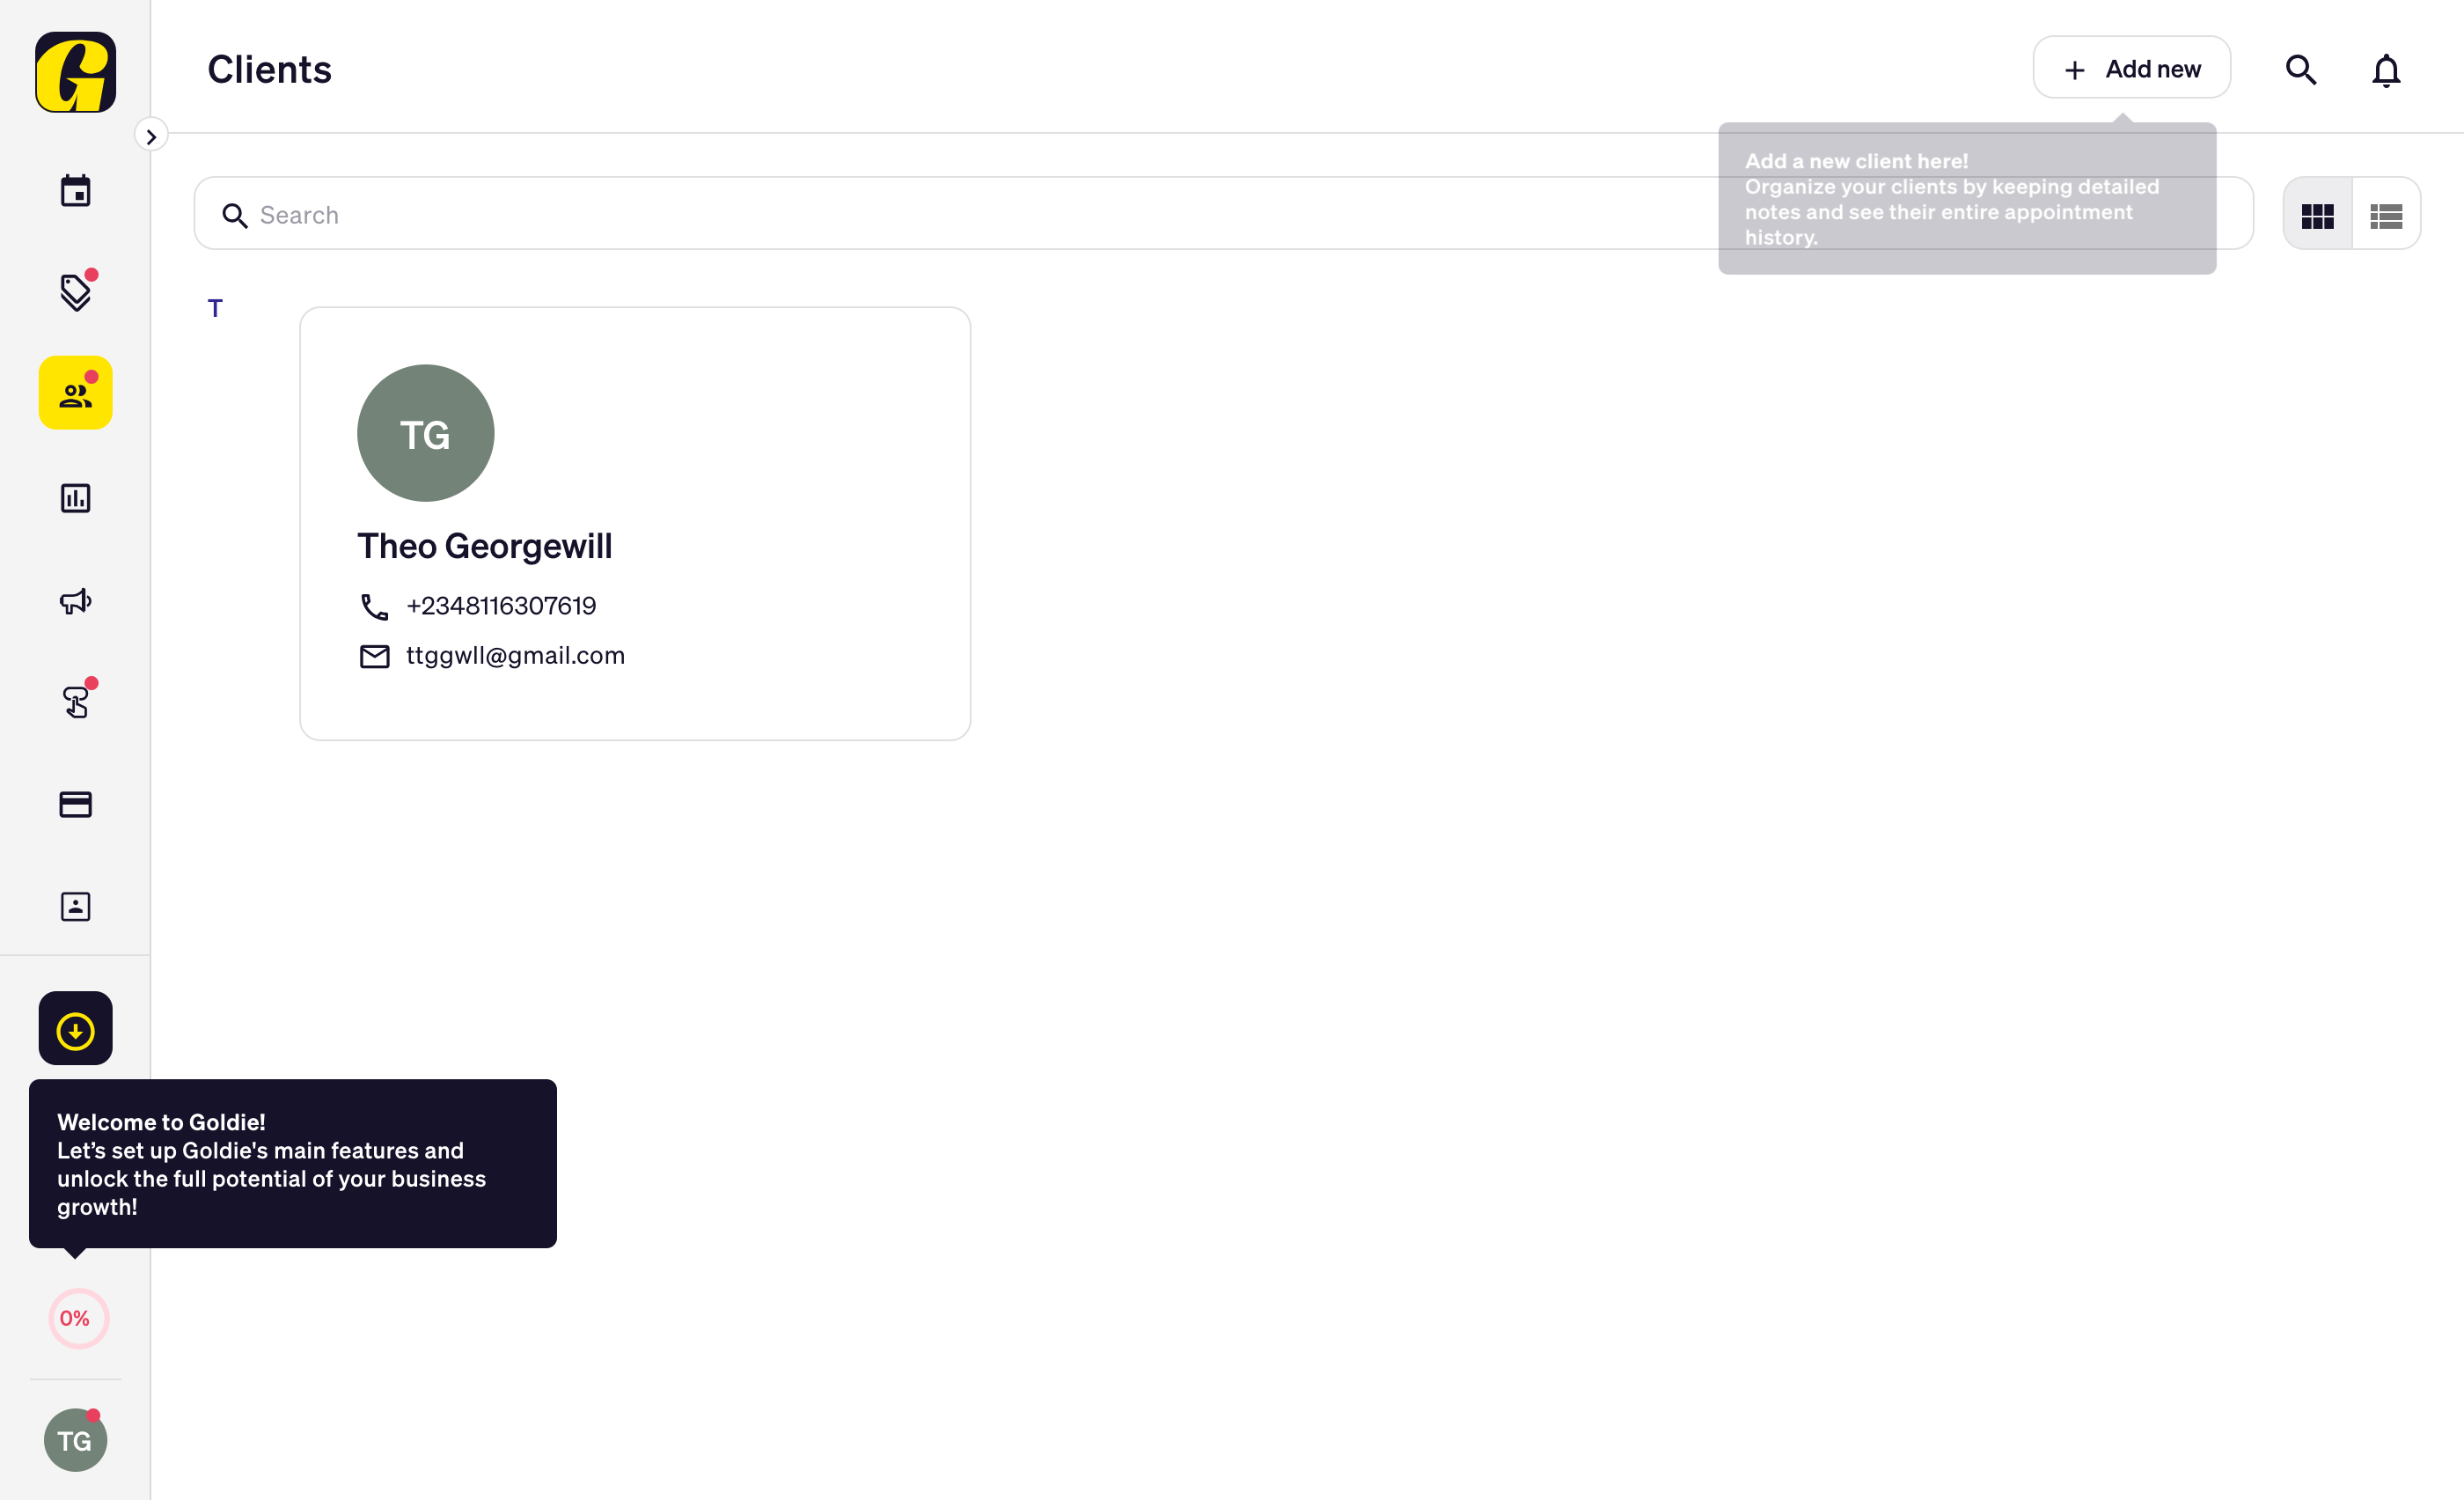 G
Clients
Add new
Add a new client here!
Organize your clients by keeping detailed
notes and see their entire appointment
history.
Search
T
TG
Theo Georgewill
+2348116307619
ttggwll@gmail.com
Welcome to Goldie!
Let’s set up Goldie's main features and
unlock the full potential of your business
growth!
0%
TG